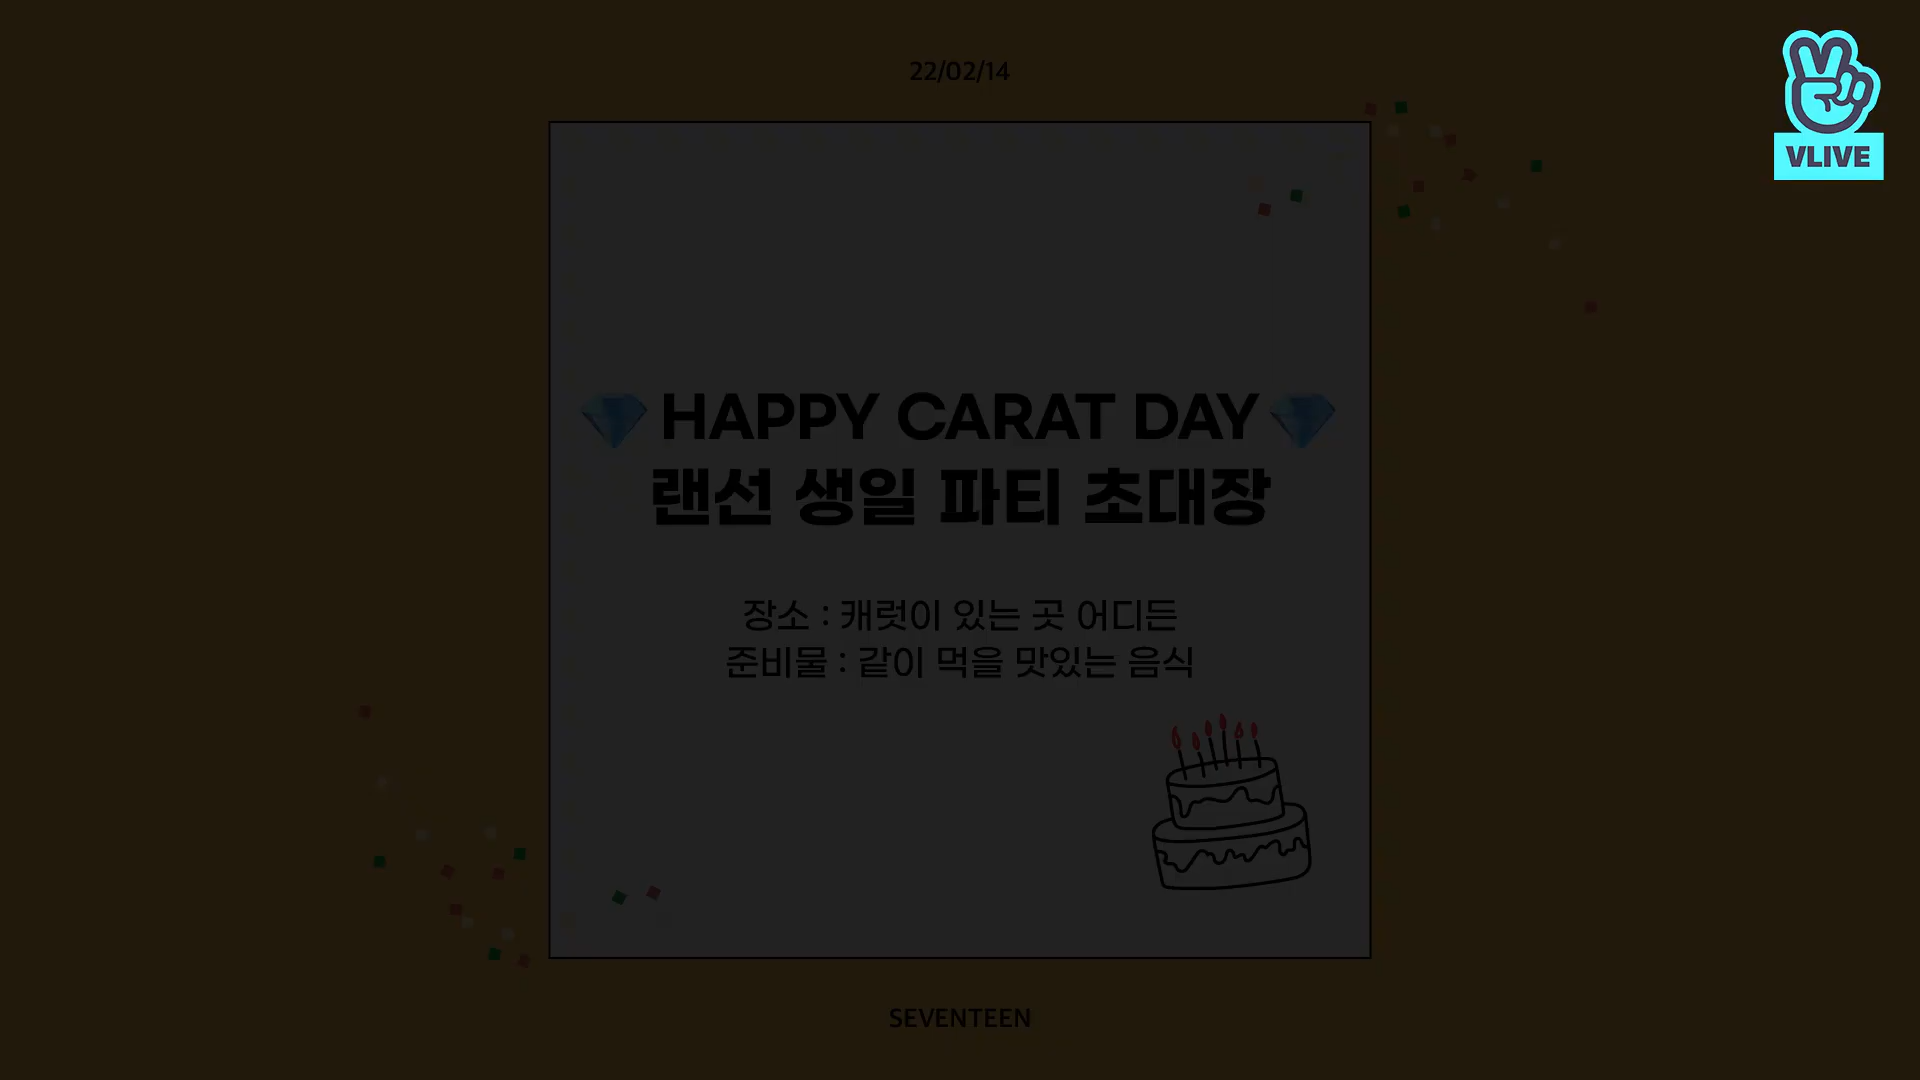 22/02/14
VLIVE
HAPPY CARAT DAY
랜선 생일 파티 초대장
장소 : 캐럿이 있는 곳 어디든
준비물 : 같이 먹을 맛있는 음식
SEVENTEEN